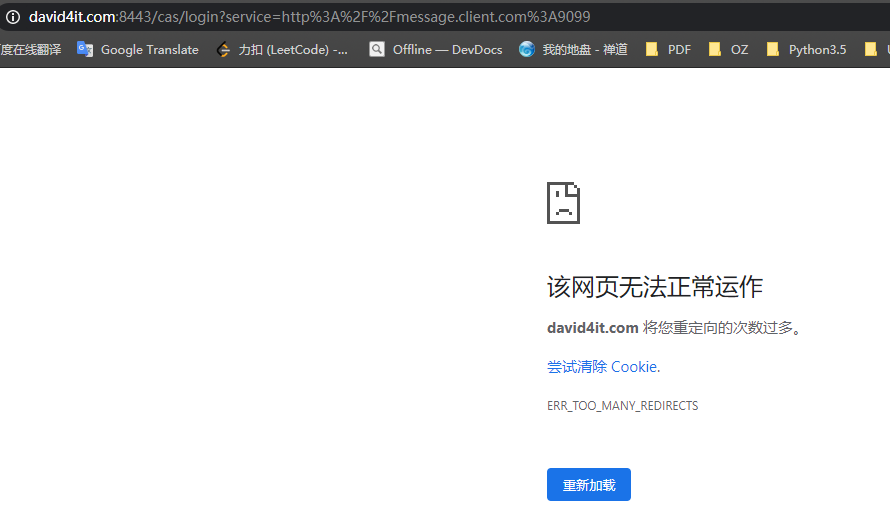 david4it.com:8443/cas/login?service=http%3A%2F%2Fmessage.client.com%3A9099
度在线翻译 Google Translate 力扣 (LeetCode) -... Offline — DevDocs 我的地盘 - 禅道 PDF OZ Python3.5
该网页无法正常运作
david4it.com 将您重定向的次数过多。
尝试清除 Cookie.
ERR_TOO_MANY_REDIRECTS
重新加载